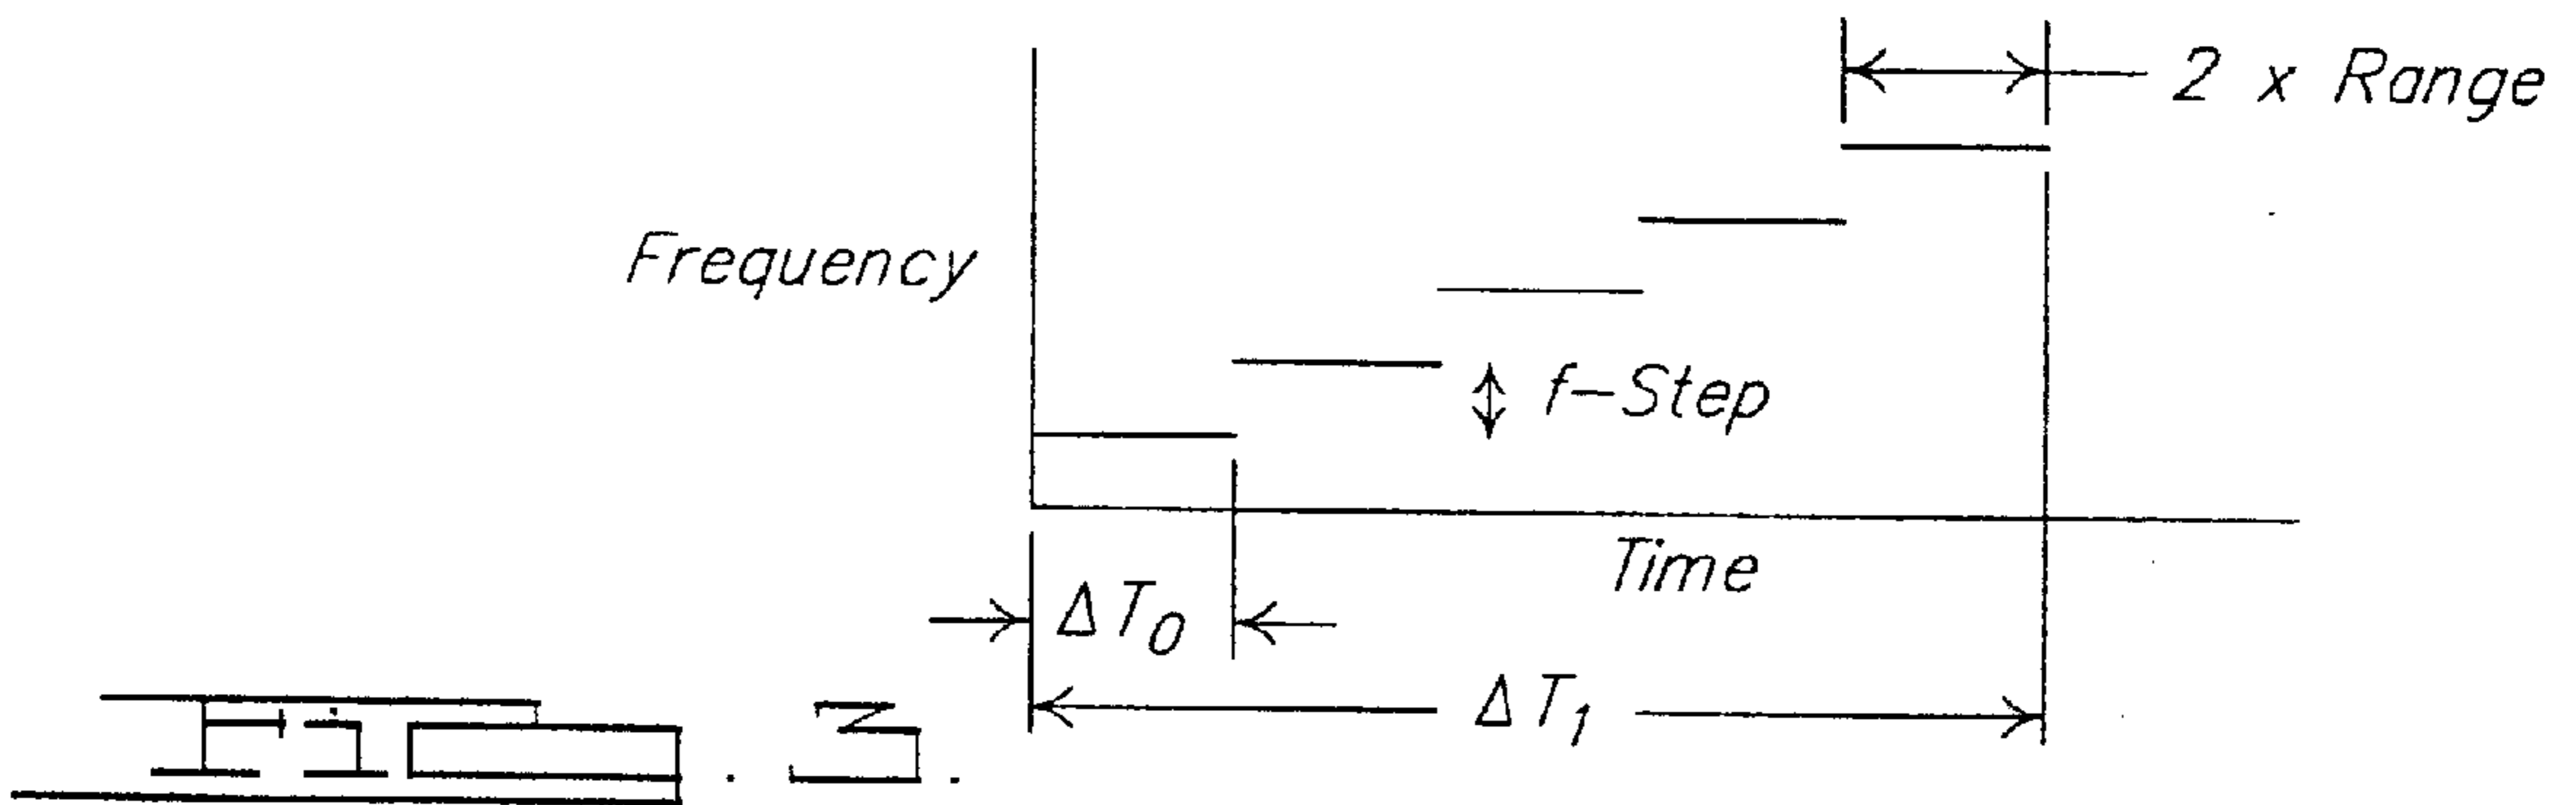 2 x Range
Frequency
f-Step
Time
ΔT0
ΔT1
Fig. 3.